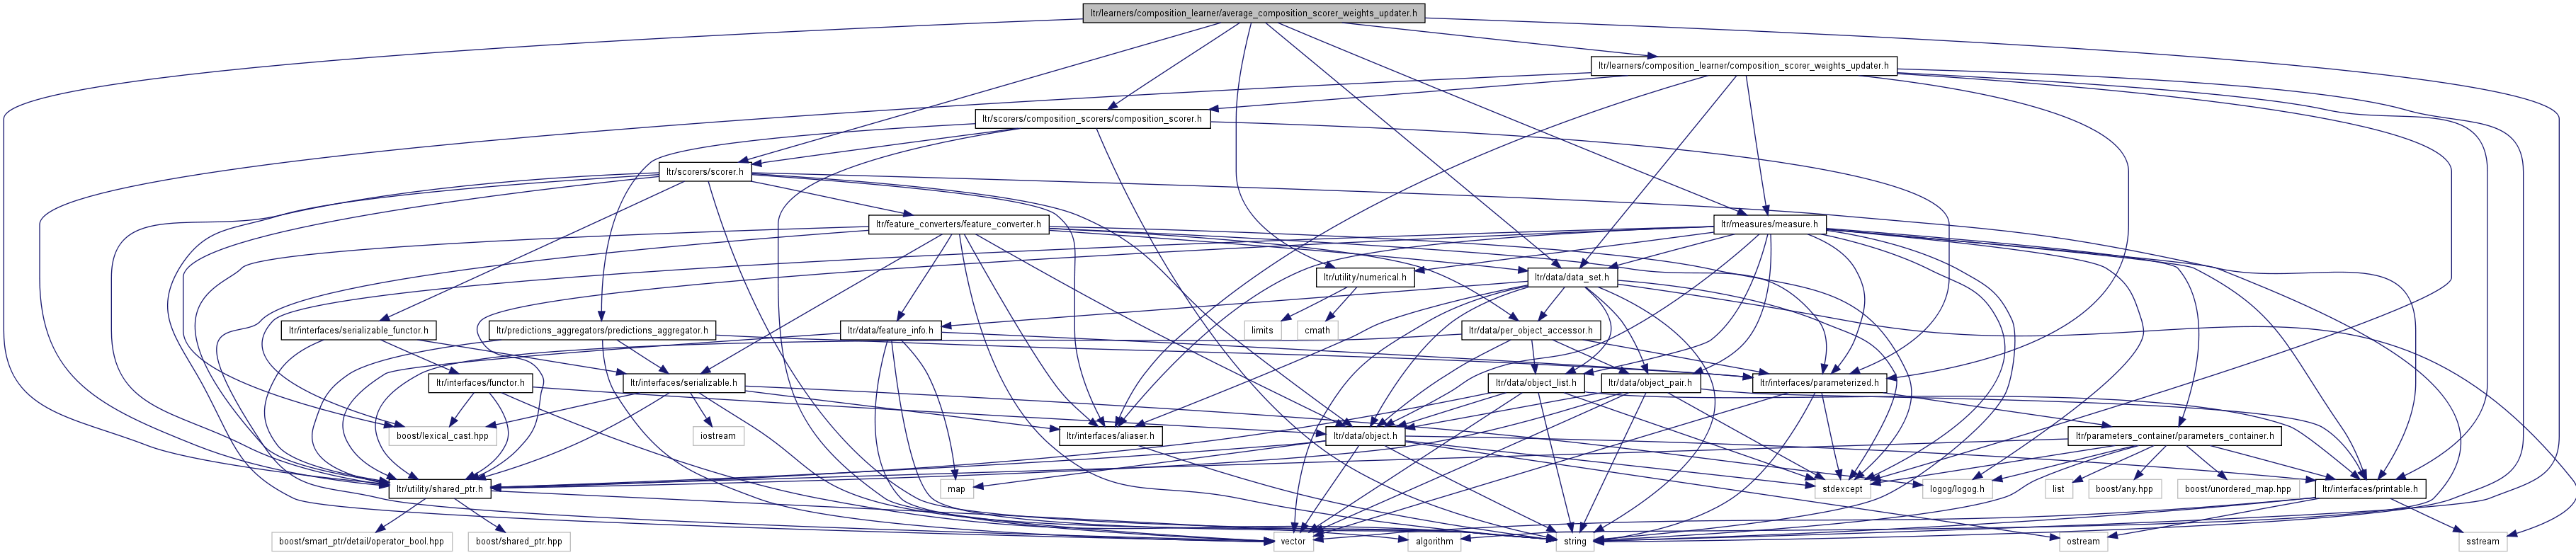 ltr/learners/composition_learner/average_composition_scorer_weights_updater.h
ltr/learners/composition_learner/composition_scorer_weights_updater.h
ltr/scorers/composition_scorers/composition_scorer.h
ltr/scorers/scorer.h
ltr/feature_converters/feature_converter.h
ltr/measures/measure.h
ltr/utility/numerical.h
ltr/data/data_set.h
ltr/interfaces/serializable_functor.h
ltr/predictions_aggregators/predictions_aggregator.h
ltr/data/feature_info.h
limits
cmath
ltr/data/per_object_accessor.h
ltr/interfaces/functor.h
ltr/interfaces/serializable.h
ltr/data/object_list.h
ltr/data/object_pair.h
ltr/interfaces/parameterized.h
boost/lexical_cast.hpp
iostream
ltr/interfaces/aliaser.h
ltr/data/object.h
ltr/parameters_container/parameters_container.h
ltr/utility/shared_ptr.h
map
stdexcept
logog/logog.h
list
boost/any.hpp
boost/unordered_map.hpp
ltr/interfaces/printable.h
boost/smart_ptr/detail/operator_bool.hpp
boost/shared_ptr.hpp
algorithm
vector
string
ostream
sstream